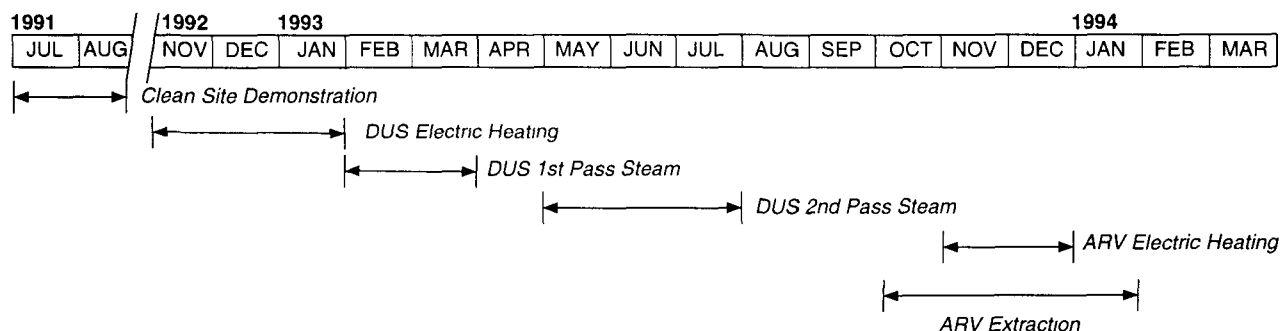 1991 1992 1993 1994
JUL AUG NOV DEC JAN FEB MAR APR MAY JUN JUL AUG SEP OCT NOV DEC JAN FEB MAR
Clean Site Demonstration
DUS Electric Heating
DUS 1st Pass Steam
DUS 2nd Pass Steam
ARV Electric Heating
ARV Extraction